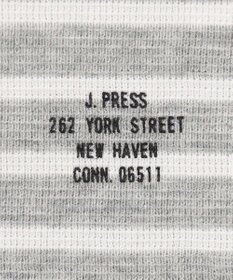 J. PRESS
262 YORK STREET
NEW HAVEN
CONN. 06511